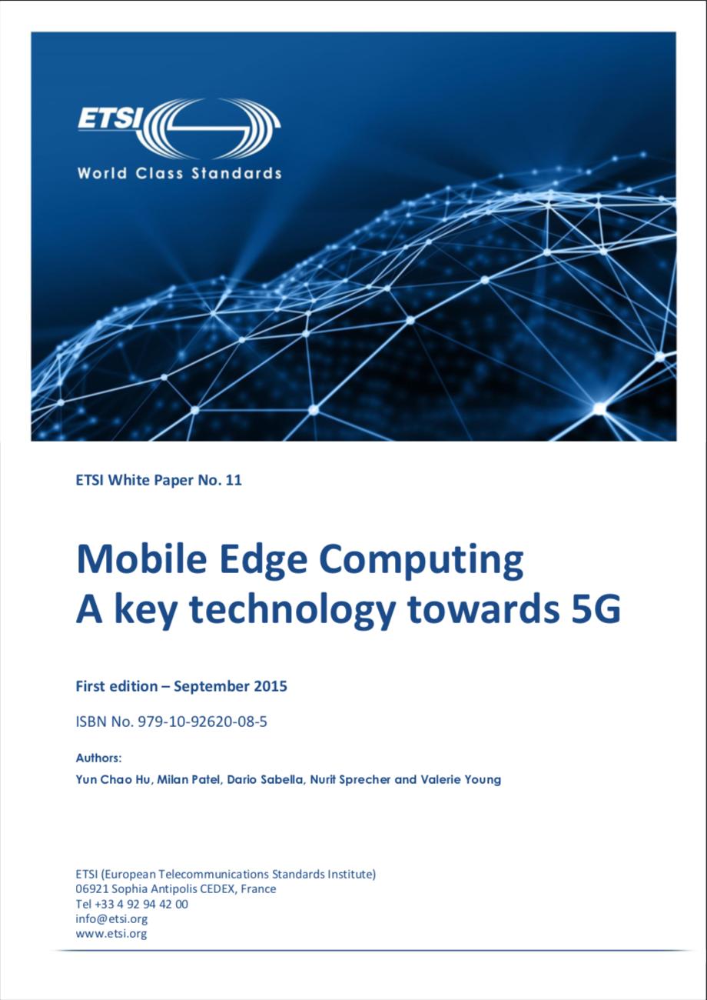 ETSI
World Class Standards
ETSI White Paper No. 11
Mobile Edge Computing
A key technology towards 5G
First edition – September 2015
ISBN No. 979-10-92620-08-5
Authors:
Yun Chao Hu, Milan Patel, Dario Sabella, Nurit Sprecher and Valerie Young
ETSI (European Telecommunications Standards Institute)
06921 Sophia Antipolis CEDEX, France
Tel +33 4 92 94 42 00
info@etsi.org
www.etsi.org